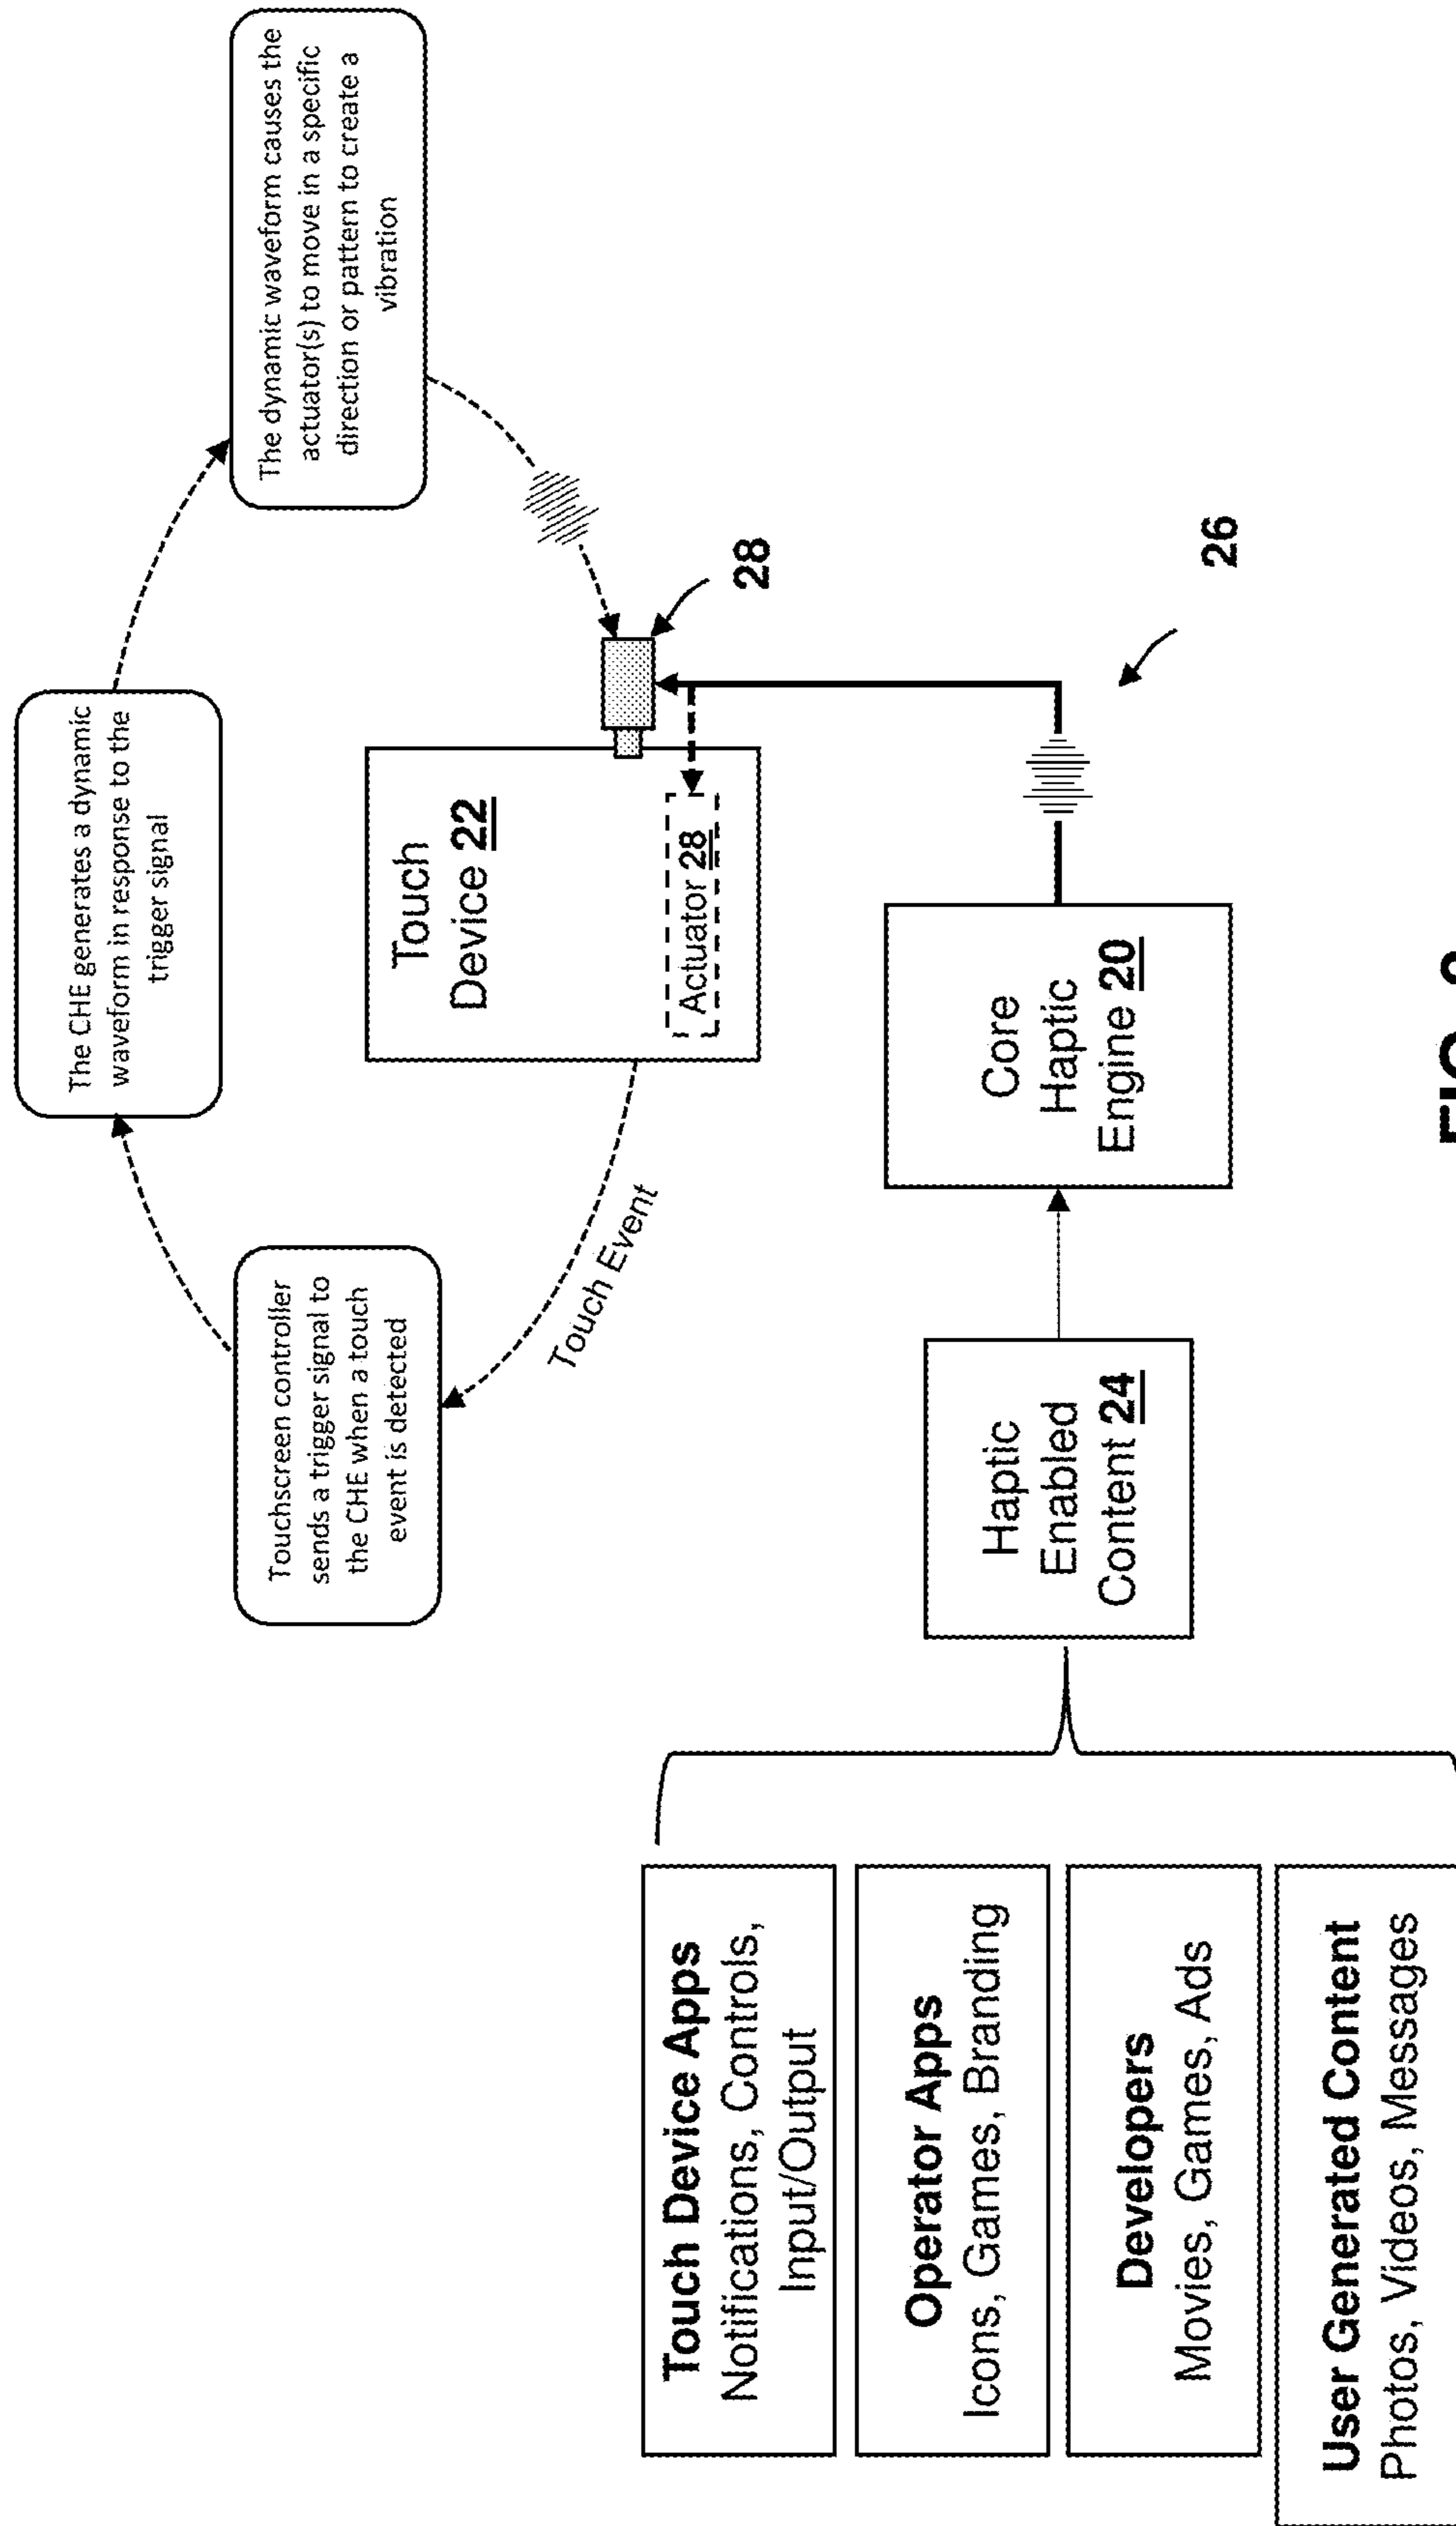 Touchscreen controller
sends a trigger signal to
the CHE when a touch
event is detected
The CHE generates a dynamic
waveform in response to the
trigger signal
The dynamic waveform causes the
actuator(s) to move in a specific
direction or pattern to create a
vibration
Touch Event
Touch
Device 22
Actuator 28
28
Touch Device Apps
Notifications, Controls,
Input/Output
Operator Apps
Icons, Games, Branding
Developers
Movies, Games, Ads
User Generated Content
Photos, Videos, Messages
Haptic
Enabled
Content 24
Core
Haptic
Engine 20
26
FIG.